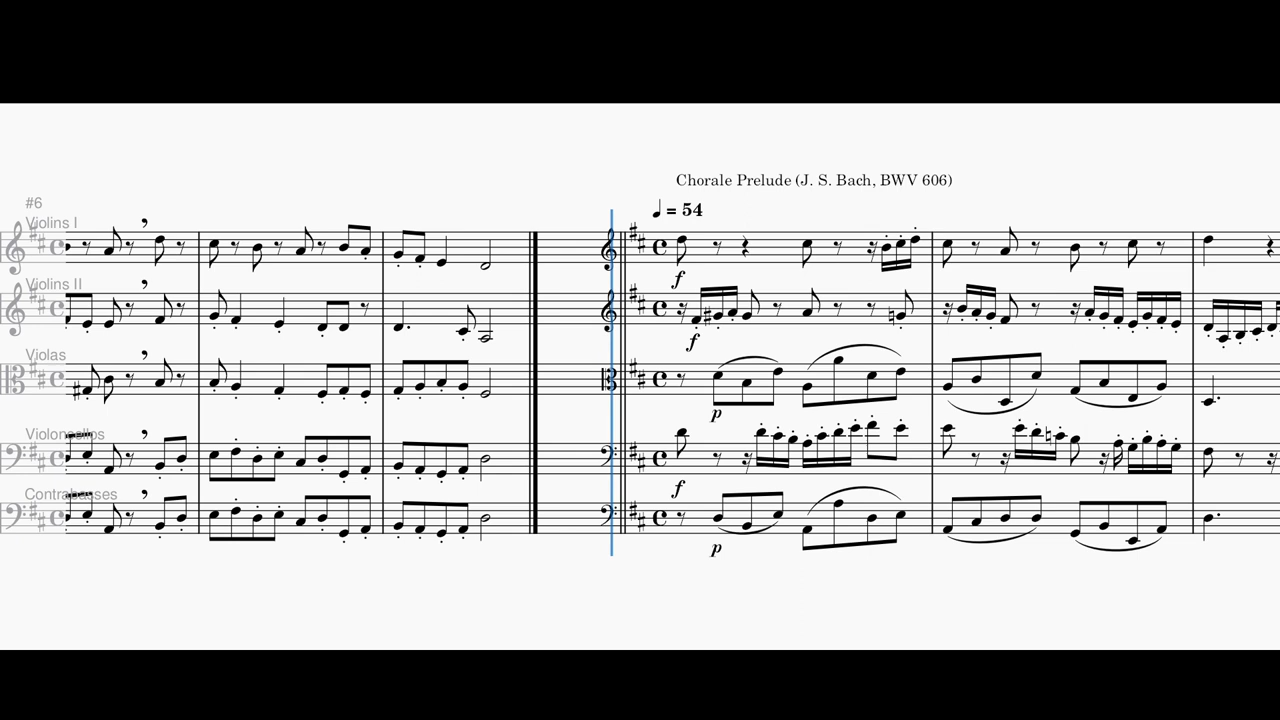 Chorale Prelude (J. S. Bach, BWV 606)
#6
= 54
Violins I
f
Violins II
f
Violas
p
Violoncellos
f
Contrabasses
p